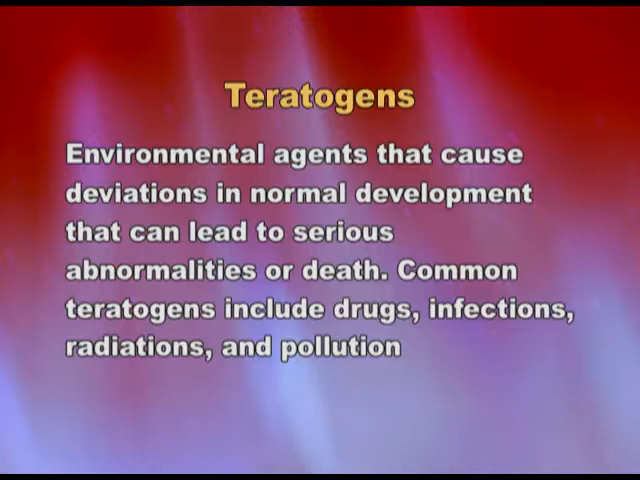 Teratogens
Environmental agents that cause
deviations in normal development
that can lead to serious
abnormalities or death. Common
teratogens include drugs, infections,
radiations, and pollution